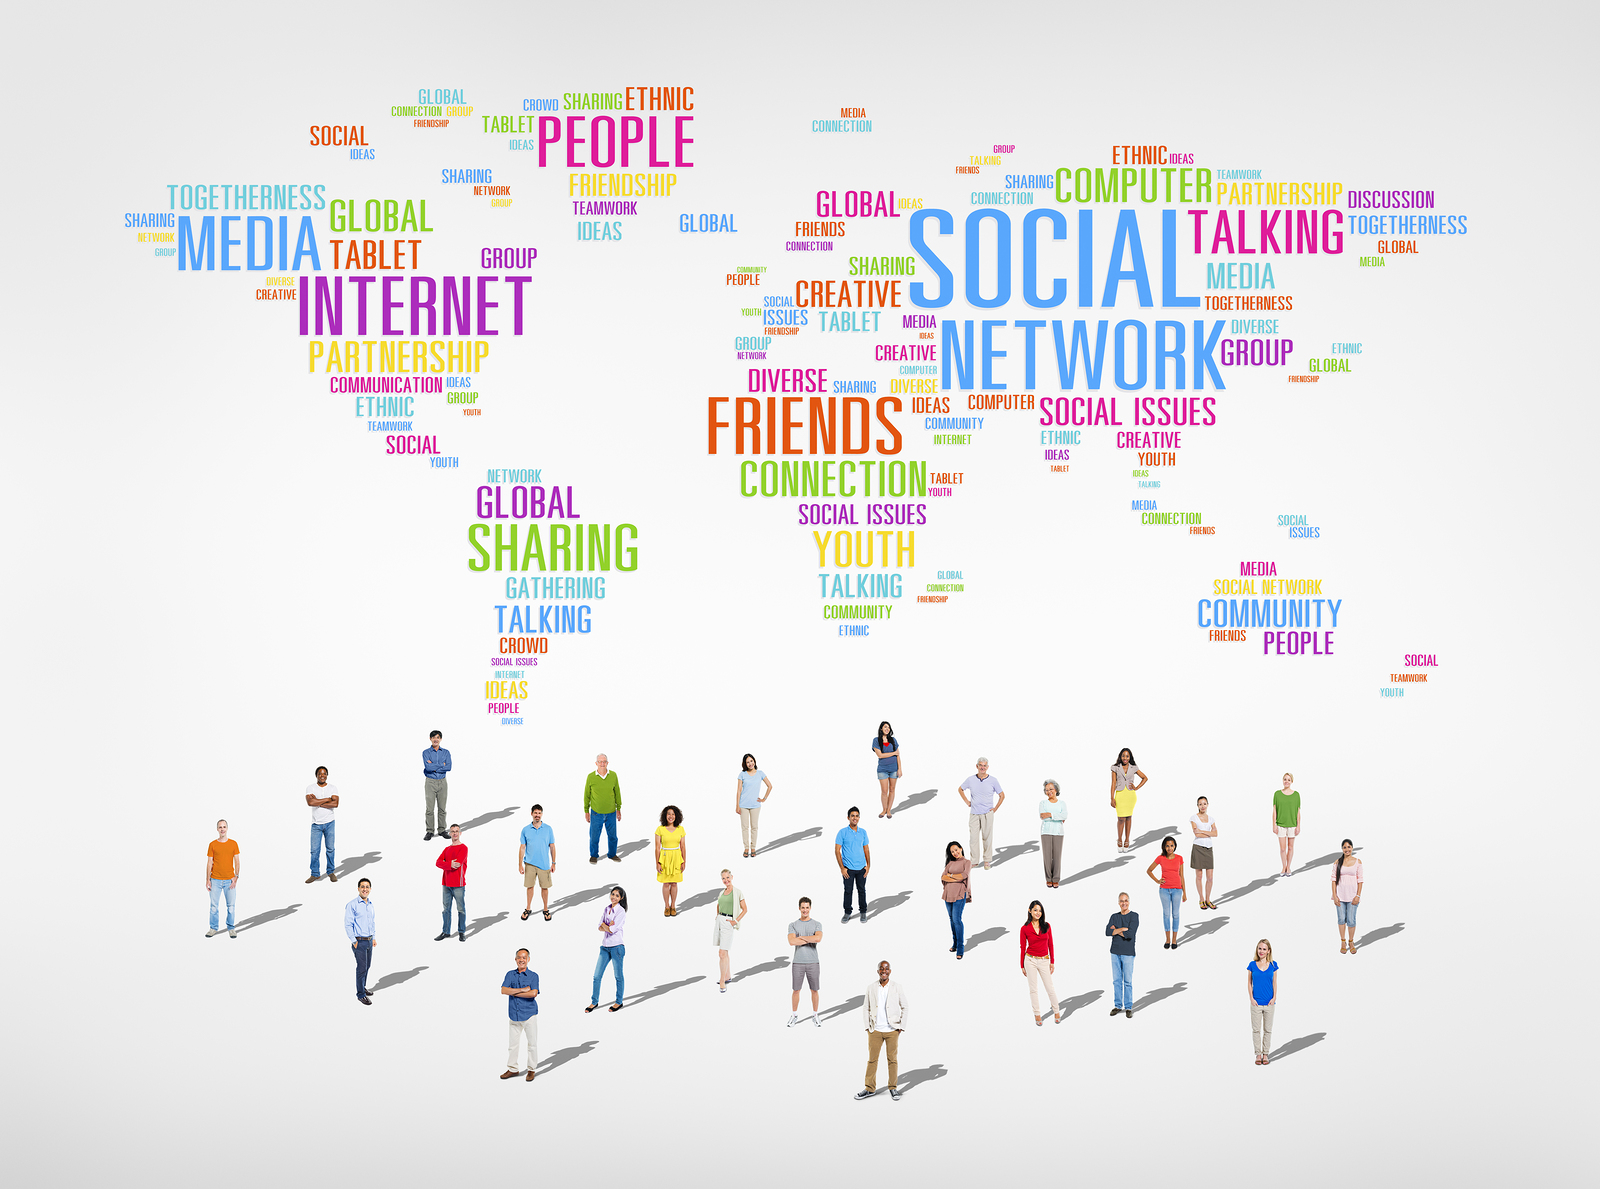 GLOBAL
CONNECTION GROUP
FRIENDSHIP
SOCIAL
IDEAS
CROWD SHARING ETHNIC
TABLET PEOPLE
IDEAS
FRIENDSHIP
TEAMWORK
IDEAS
SHARING
NETWORK
GROUP
GLOBAL
TOGETHERNESS
SHARING MEDIA GLOBAL
NETWORK
GROUP
TABLET
GROUP
DIVERSE
CREATIVE INTERNET
PARTNERSHIP
COMMUNICATION IDEAS
ETHNIC GROUP
YOUTH
TEAMWORK
SOCIAL
YOUTH
NETWORK
GLOBAL
SHARING
GATHERING
TALKING
CROWD
SOCIAL ISSUES
INTERNET
IDEAS
PEOPLE
DIVERSE
MEDIA
CONNECTION
GROUP
TALKING
FRIENDS
ETHNIC IDEAS
SHARING COMPUTER TEAMWORK
CONNECTION
PARTNERSHIP DISCUSSION
GLOBAL IDEAS
FRIENDS
CONNECTION
SOCIAL TALKING TOGETHERNESS
GLOBAL
MEDIA
MEDIA
TOGETHERNESS
SHARING
COMMUNITY
PEOPLE
CREATIVE
SOCIAL
YOUTH ISSUES TABLET MEDIA
FRIENDSHIP
IDEAS
GROUP
NETWORK
CREATIVE
COMPUTER
NETWORK DIVERSE
GROUP ETHNIC
GLOBAL
FRIENDSHIP
DIVERSE SHARING DIVERSE
FRIENDS IDEAS COMPUTER SOCIAL ISSUES
COMMUNITY
INTERNET
ETHNIC
IDEAS
TABLET
CREATIVE
YOUTH
IDEAS
TALKING
CONNECTION TABLET
YOUTH
SOCIAL ISSUES
YOUTH
TALKING
COMMUNITY
ETHNIC
GLOBAL
CONNECTION
FRIENDSHIP
MEDIA
CONNECTION
FRIENDS
SOCIAL
ISSUES
MEDIA
SOCIAL NETWORK
COMMUNITY
FRIENDS PEOPLE
SOCIAL
TEAMWORK
YOUTH